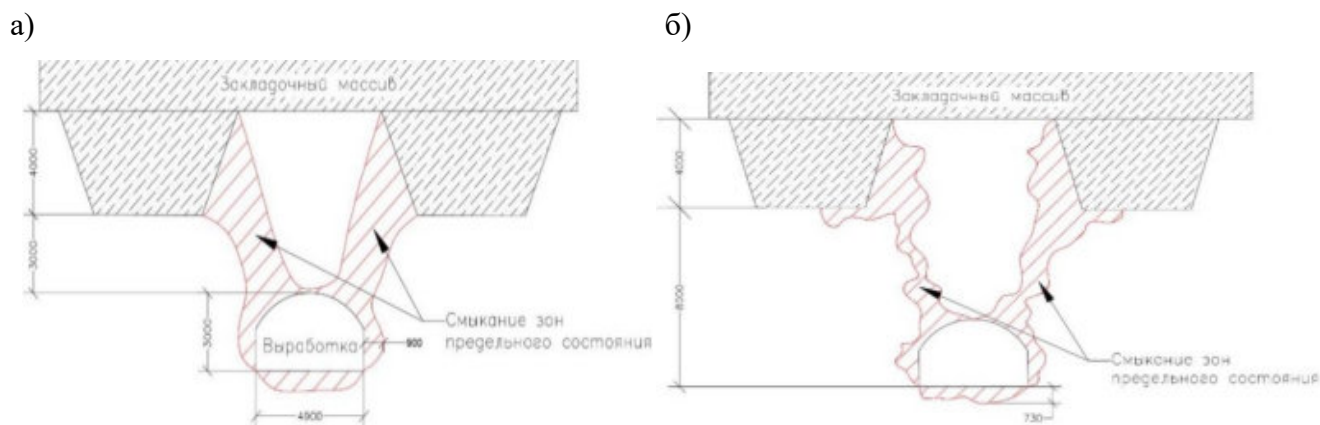 а)
б)
Закладочный массив
4000
3000
3000
Выработка
900
4900
Смыкание зон
предельного состояния
Закладочный массив
4000
8000
Смыкание зон
предельного состояния
730